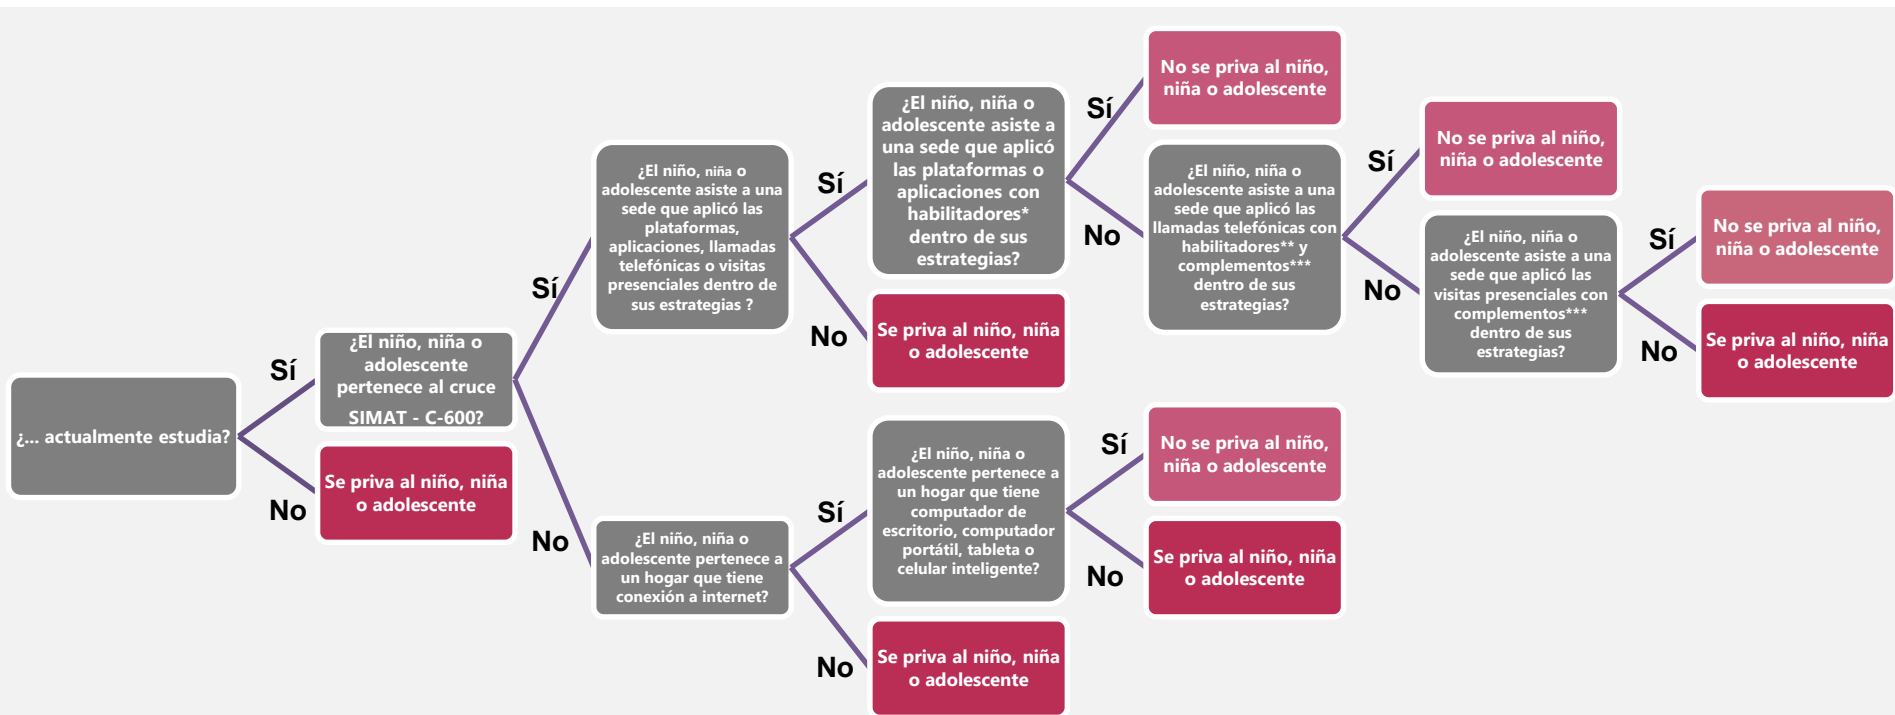 ¿... actualmente estudia?
Sí
No
¿El niño, niña o
adolescente
pertenece al cruce
SIMAT - C-600?
Se priva al niño, niña
o adolescente
Sí
No
¿El niño, niña o
adolescente asiste a una
sede que aplicó las
plataformas,
aplicaciones, llamadas
telefónicas o visitas
presenciales dentro de
sus estrategias ?
¿El niño, niña o
adolescente pertenece a
un hogar que tiene
conexión a internet?
Sí
No
¿El niño, niña o
adolescente asiste a
una sede que aplicó
las plataformas o
aplicaciones con
habilitadores*
dentro de sus
estrategias?
Se priva al niño, niña
o adolescente
Sí
No
¿El niño, niña o
adolescente pertenece a
un hogar que tiene
computador de
escritorio, computador
portátil, tableta o
celular inteligente?
Se priva al niño, niña
o adolescente
Sí
No
No se priva al niño,
niña o adolescente
¿El niño, niña o
adolescente asiste a una
sede que aplicó las
llamadas telefónicas con
habilitadores** y
complementos***
dentro de sus
estrategias?
Sí
No
No se priva al niño,
niña o adolescente
Se priva al niño, niña
o adolescente
Sí
No
No se priva al niño,
niña o adolescente
¿El niño, niña o
adolescente asiste a una
sede que aplicó las
visitas presenciales con
complementos***
dentro de sus
estrategias?
Sí
No
No se priva al niño,
niña o adolescente
Se priva al niño, niña
o adolescente